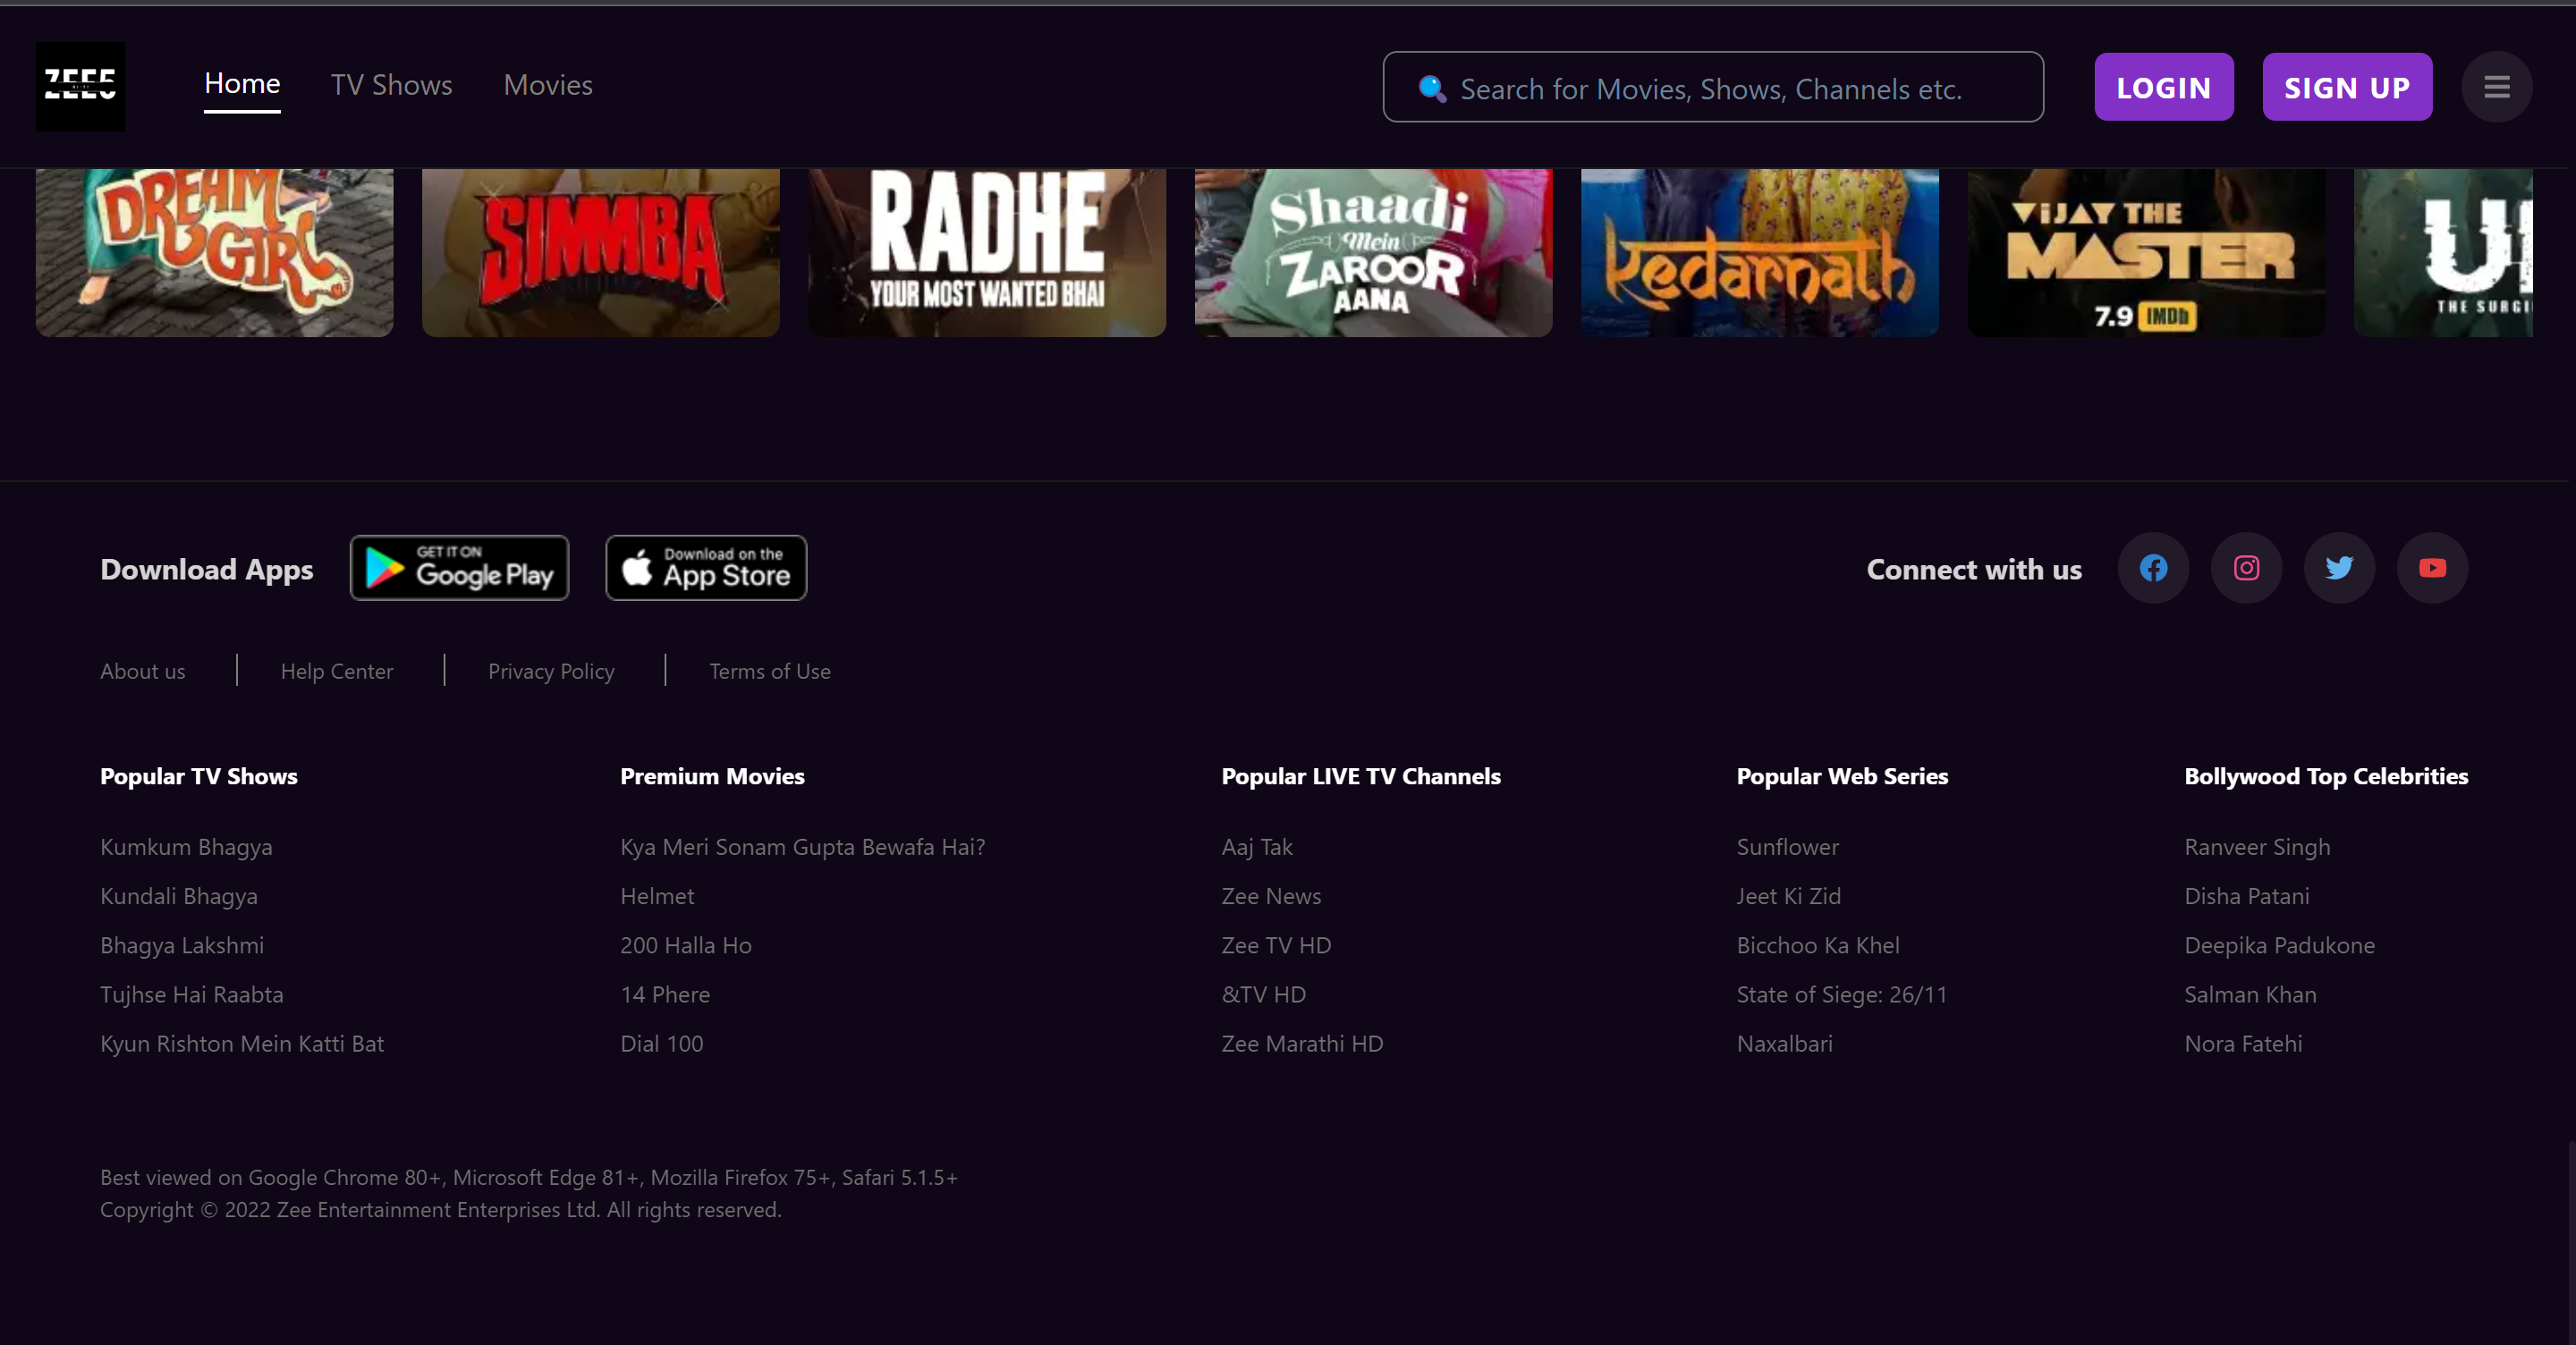 ZEE5
Home
TV Shows
Movies
Search for Movies, Shows, Channels etc.
LOGIN
SIGN UP
DREAM
GIRL
SIMMBA
RADHE
YOUR MOST WANTED BHAI
Shaadi
Mein
ZAROOR
AANA
Kedarnath
VIJAY THE
MASTER
7.9 IMDb
THE SURGI
Download Apps
GET IT ON
Google Play
Download on the
App Store
Connect with us
About us
Help Center
Privacy Policy
Terms of Use
Popular TV Shows
Kumkum Bhagya
Kundali Bhagya
Bhagya Lakshmi
Tujhse Hai Raabta
Kyun Rishton Mein Katti Bat
Premium Movies
Kya Meri Sonam Gupta Bewafa Hai?
Helmet
200 Halla Ho
14 Phere
Dial 100
Popular LIVE TV Channels
Aaj Tak
Zee News
Zee TV HD
&TV HD
Zee Marathi HD
Popular Web Series
Sunflower
Jeet Ki Zid
Bicchoo Ka Khel
State of Siege: 26/11
Naxalbari
Bollywood Top Celebrities
Ranveer Singh
Disha Patani
Deepika Padukone
Salman Khan
Nora Fatehi
Best viewed on Google Chrome 80+, Microsoft Edge 81+, Mozilla Firefox 75+, Safari 5.1.5+
Copyright © 2022 Zee Entertainment Enterprises Ltd. All rights reserved.